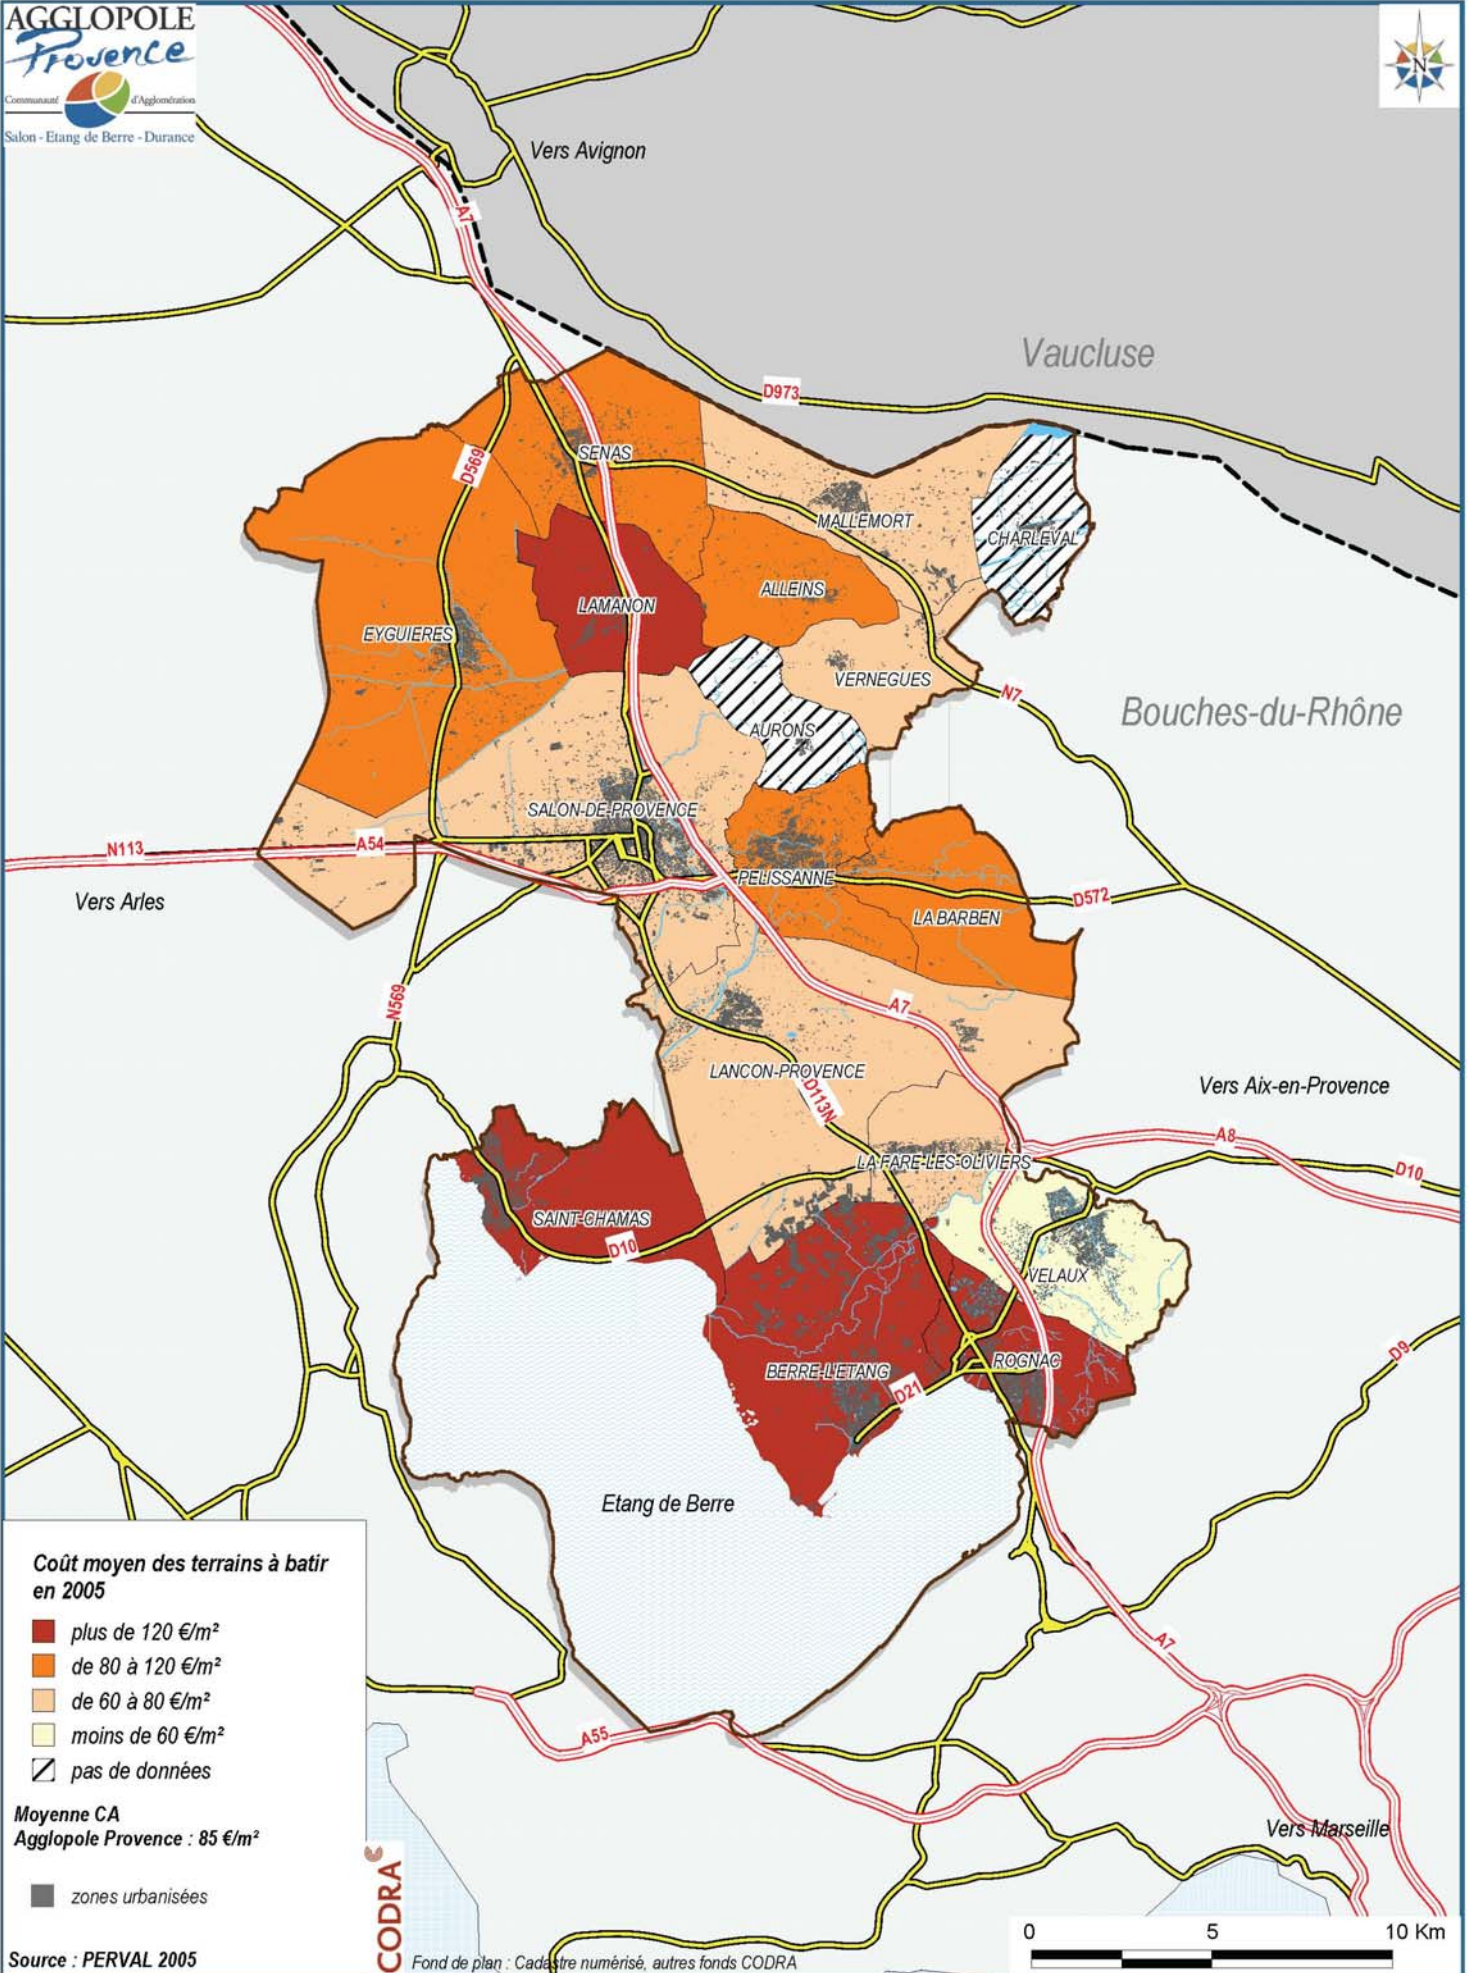 AGGLOPOLE
Provence
Communauté d'Agglomération
Salon - Etang de Berre - Durance
N
Vers Avignon
A7
Vaucluse
D973
D569
SENAS
MALLEMORT
CHARLEVAL
ALLEINS
LAMANON
EYGUIERES
VERNEGUES
N7
Bouches-du-Rhône
AURONS
SALON-DE-PROVENCE
N113
A54
PELISSANNE
D572
Vers Arles
LA BARBEN
N569
A7
LANCON-PROVENCE
D113N
Vers Aix-en-Provence
A8
LA FARE-LES-OLIVIERS
D10
SAINT-CHAMAS
D10
VELAUX
D9
BERRE-L'ETANG
ROGNAC
D21
Etang de Berre
Coût moyen des terrains à batir
en 2005
plus de 120 €/m²
de 80 à 120 €/m²
de 60 à 80 €/m²
moins de 60 €/m²
pas de données
Moyenne CA
Agglopole Provence : 85 €/m²
zones urbanisées
Source : PERVAL 2005
A7
A55
Vers Marseille
CODRA
Fond de plan : Cadastre numérisé, autres fonds CODRA
0 5 10 Km